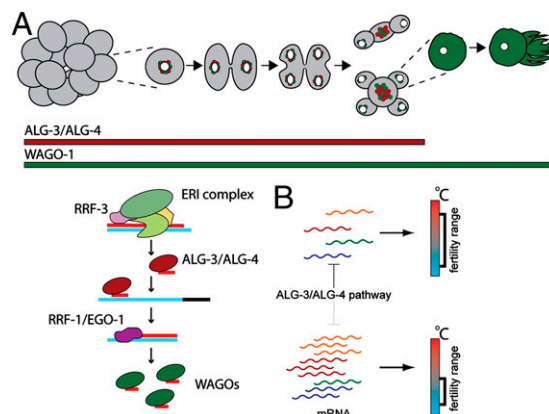 A
ALG-3/ALG-4
WAGO-1
ERI complex
RRF-3
ALG-3/ALG-4
RRF-1/EGO-1
WAGOs
B
°C
fertility range
ALG-3/ALG-4 pathway
°C
fertility range
mRNA